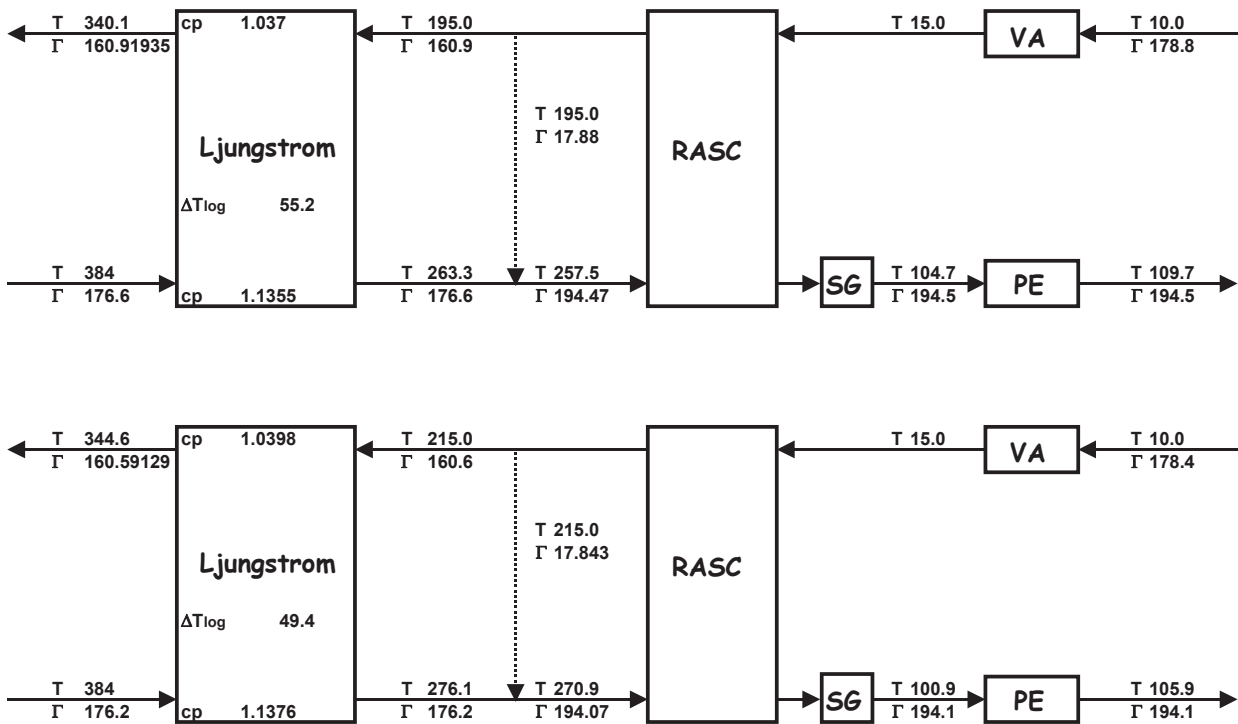 T 340.1
Γ 160.91935
cp 1.037
T 195.0
Γ 160.9
T 15.0
VA
T 10.0
Γ 178.8
T 195.0
Γ 17.88
Ljungstrom
RASC
ΔTlog 55.2
T 384
Γ 176.6
cp 1.1355
T 263.3
Γ 176.6
T 257.5
Γ 194.47
SG
T 104.7
Γ 194.5
PE
T 109.7
Γ 194.5
T 344.6
Γ 160.59129
cp 1.0398
T 215.0
Γ 160.6
T 15.0
VA
T 10.0
Γ 178.4
T 215.0
Γ 17.843
Ljungstrom
RASC
ΔTlog 49.4
T 384
Γ 176.2
cp 1.1376
T 276.1
Γ 176.2
T 270.9
Γ 194.07
SG
T 100.9
Γ 194.1
PE
T 105.9
Γ 194.1